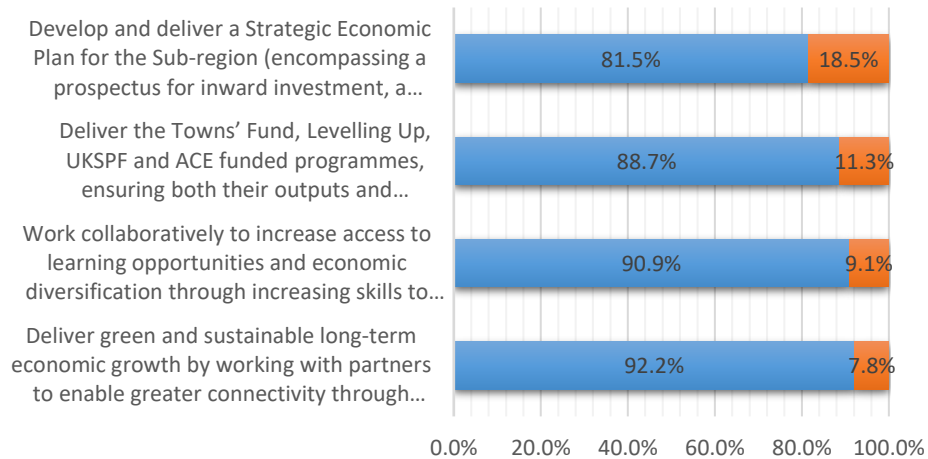 Develop and deliver a Strategic Economic
Plan for the Sub-region (encompassing a
prospectus for inward investment, a…
81.5%
18.5%
Deliver the Towns’ Fund, Levelling Up,
UKSPF and ACE funded programmes,
ensuring both their outputs and…
88.7%
11.3%
Work collaboratively to increase access to
learning opportunities and economic
diversification through increasing skills to…
90.9%
9.1%
Deliver green and sustainable long-term
economic growth by working with partners
to enable greater connectivity through…
92.2%
7.8%
0.0% 20.0% 40.0% 60.0% 80.0% 100.0%